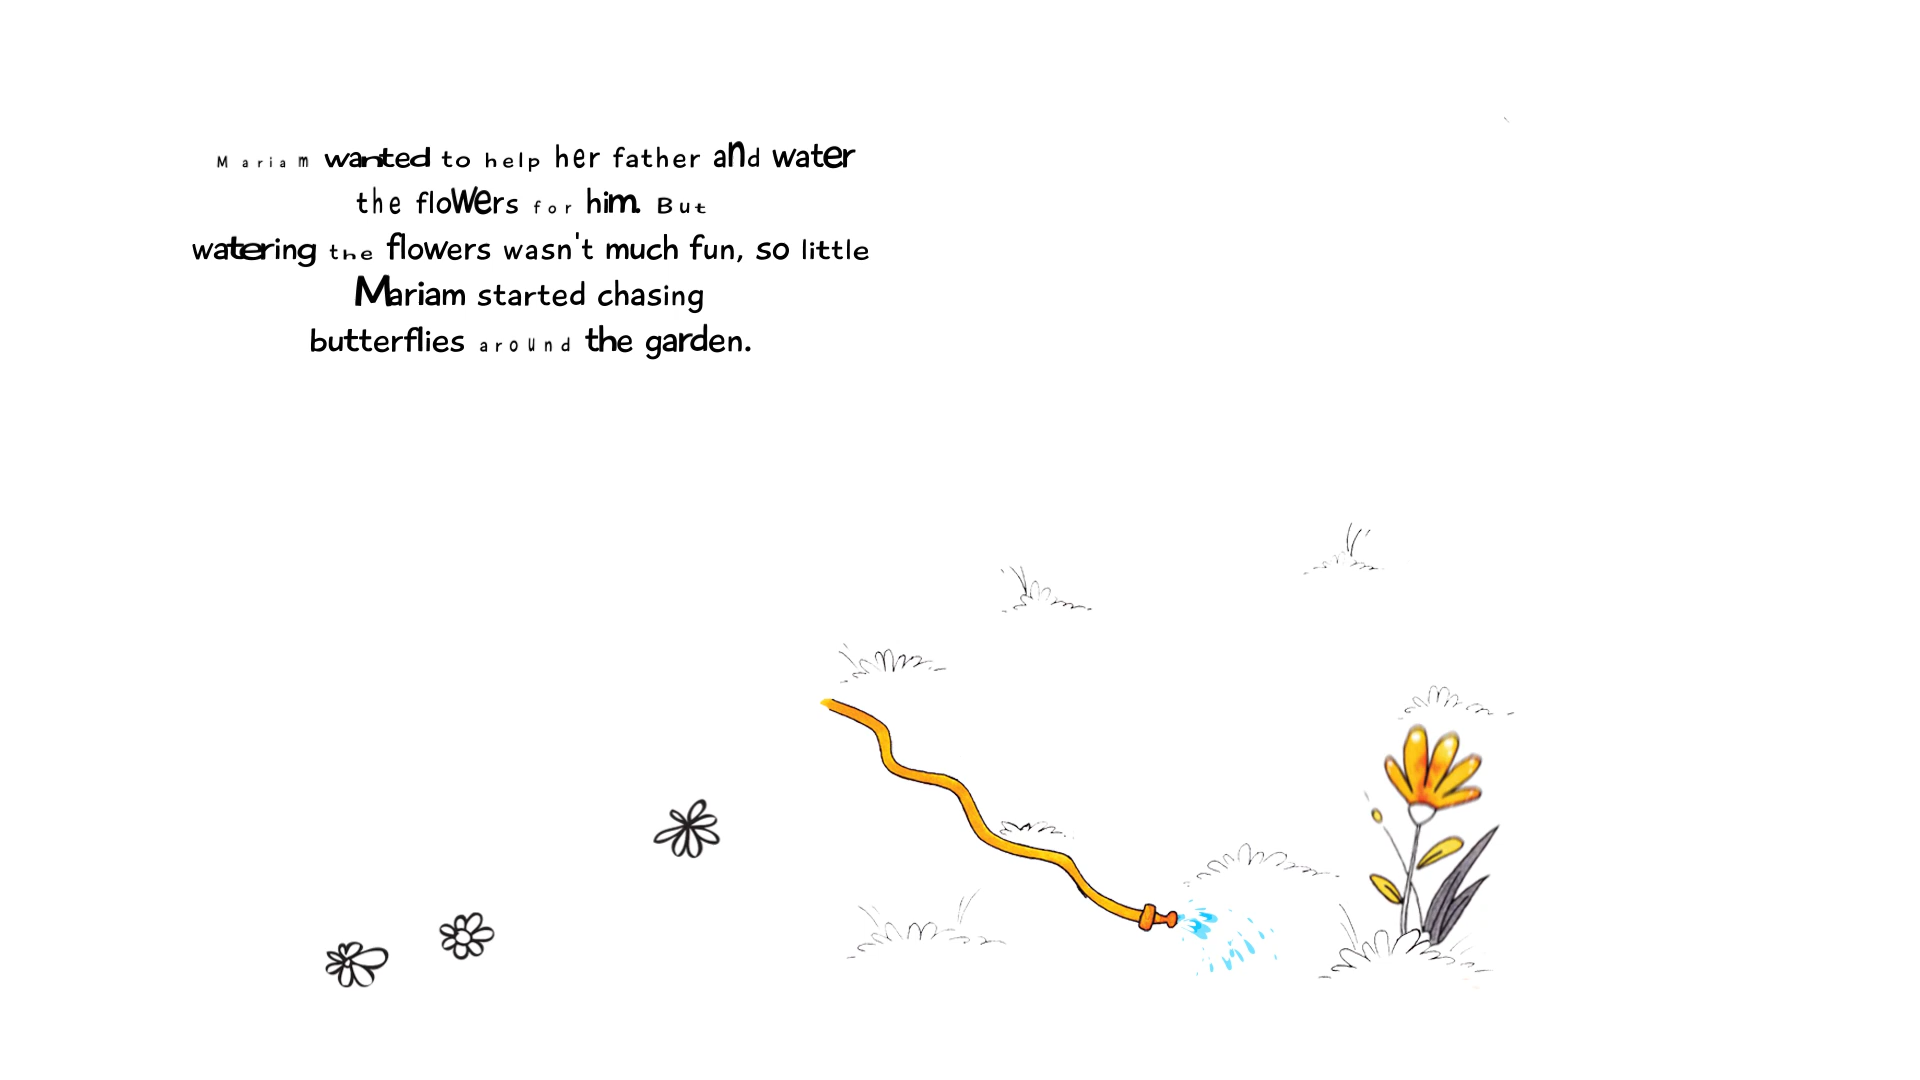 Mariam wanted to help her father and water
the flowers for him. But
watering the flowers wasn't much fun, so little
Mariam started chasing
butterflies around the garden.